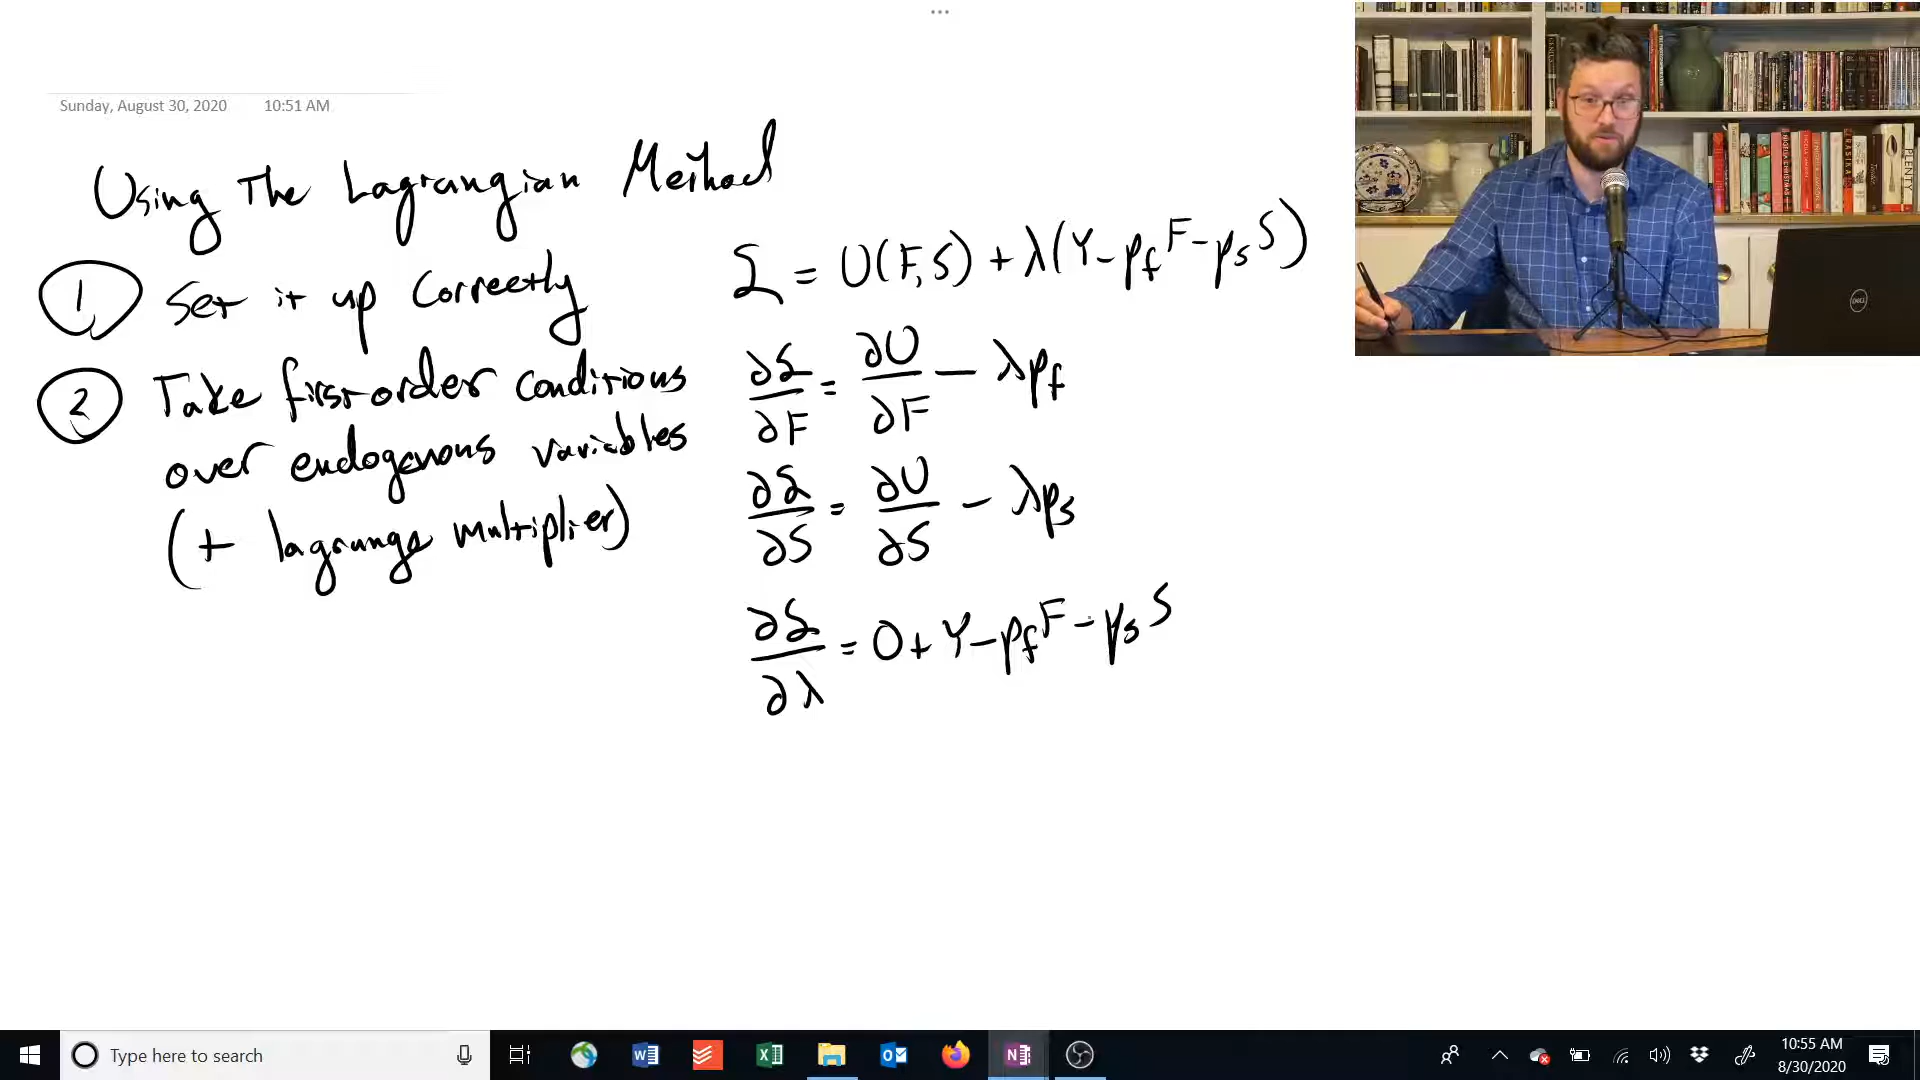 Sunday, August 30, 2020 10:51 AM
Using The Lagrangian Method
1 Set it up correctly
2 Take first-order conditions
over endogenous variables
(+ lagrange multiplier)
ℒ = U(F,S) + λ(Y-p_f F - p_s S)
∂ℒ/∂F = ∂U/∂F - λp_f
∂ℒ/∂S = ∂U/∂S - λp_s
∂ℒ/∂λ = 0 + Y - p_f F - p_s S
PLENTY
DELL
Type here to search
10:55 AM
8/30/2020